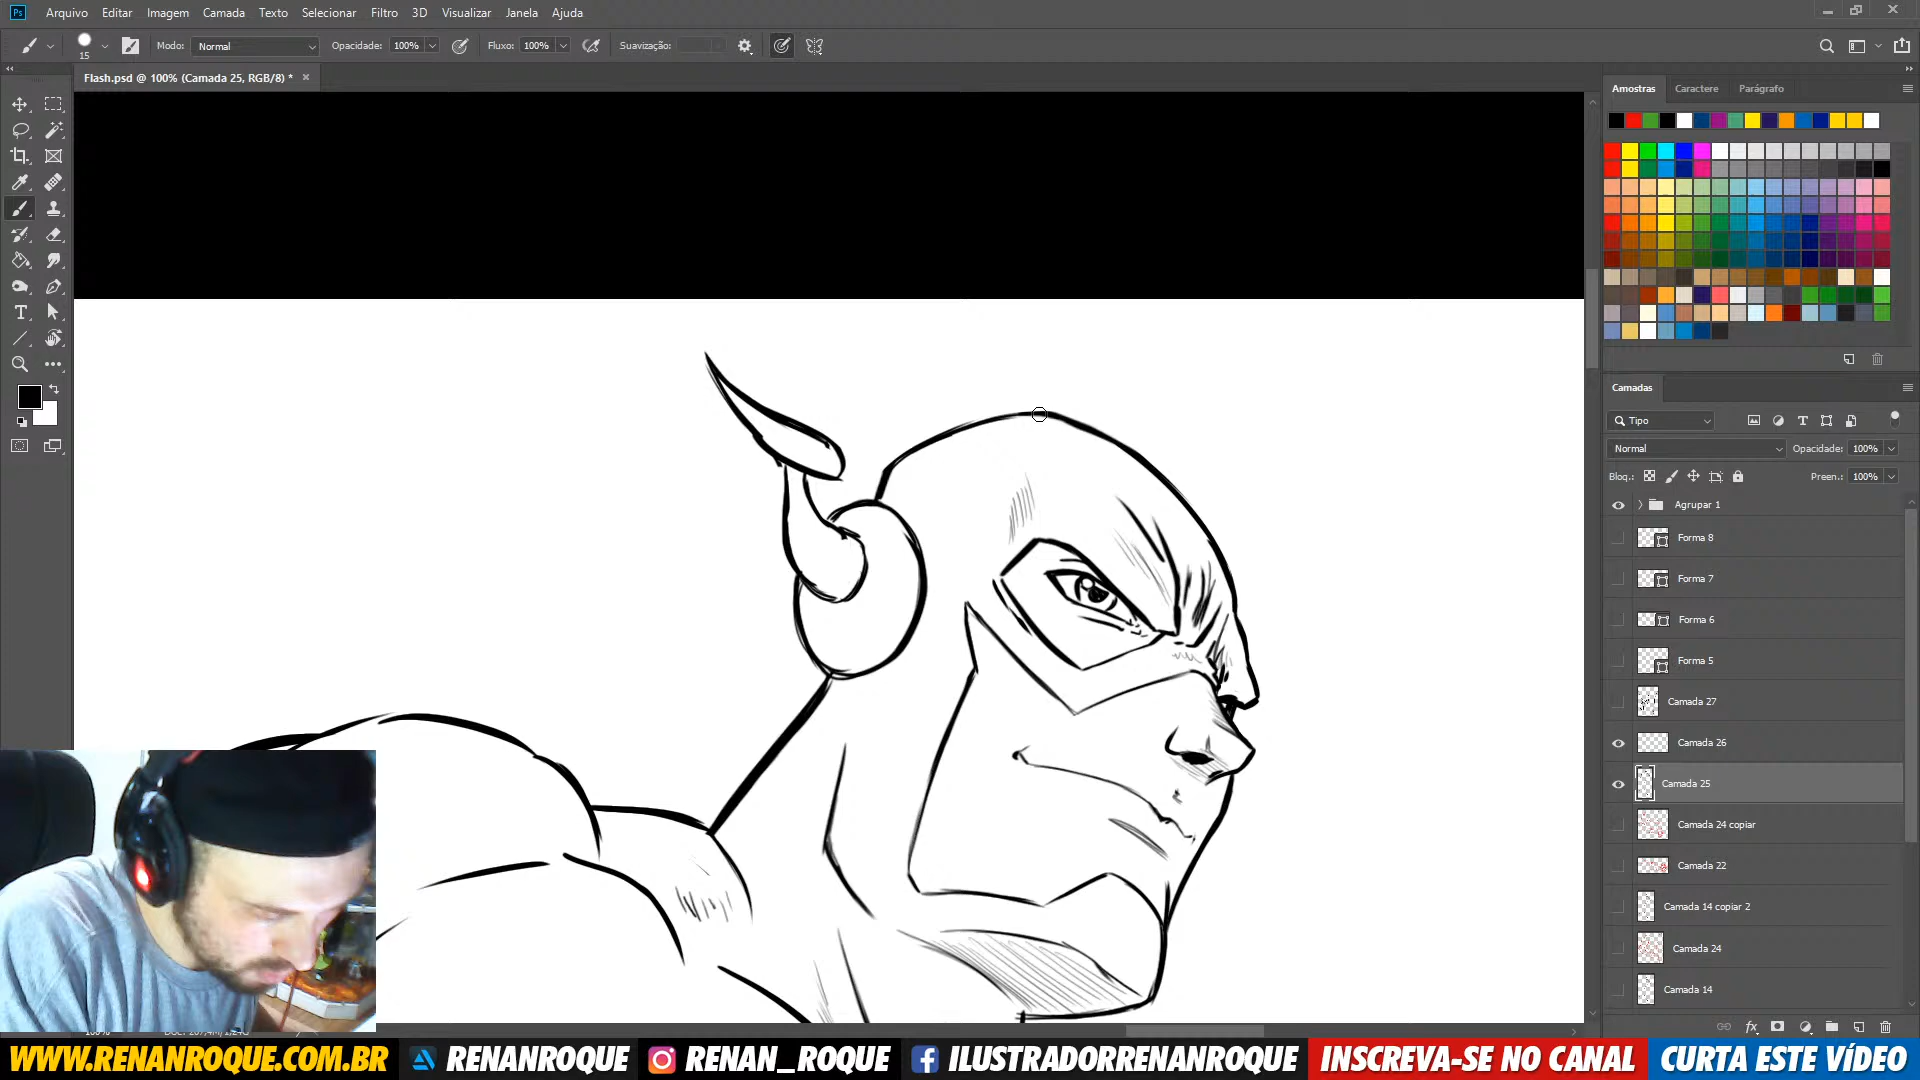 Ps Arquivo Editar Imagem Camada Texto Selecionar Filtro 3D Visualizar Janela Ajuda
15 Modo: Normal Opacidade: 100% Fluxo: 100% Suavização:
Flash.psd @ 100% (Camada 25, RGB/8) * ×
Amostras Caractere Parágrafo
Camadas
Tipo
Normal Opacidade: 100%
Bloq.: Preen.: 100%
Agrupar 1
Forma 8
Forma 7
Forma 6
Forma 5
Camada 27
Camada 26
Camada 25
Camada 24 copiar
Camada 22
Camada 14 copiar 2
Camada 24
Camada 14
WWW.RENANROQUE.COM.BR RENANROQUE RENAN__ROQUE ILUSTRADORRENANROQUE INSCREVA-SE NO CANAL CURTA ESTE VÍDEO